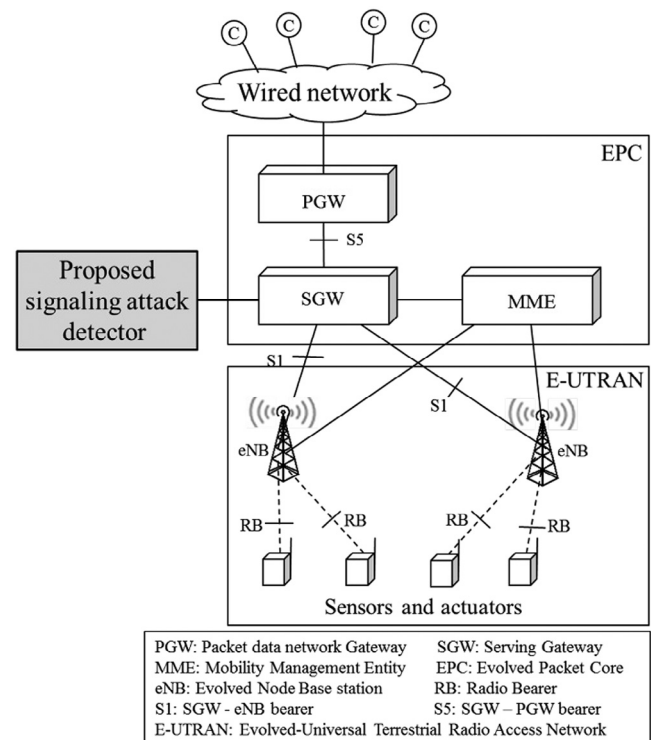 C C C C
Wired network
EPC
PGW
S5
Proposed
signaling attack
detector
SGW
MME
S1
E-UTRAN
S1
eNB
eNB
RB
RB
RB
RB
Sensors and actuators
PGW: Packet data network Gateway SGW: Serving Gateway
MME: Mobility Management Entity EPC: Evolved Packet Core
eNB: Evolved Node Base station RB: Radio Bearer
S1: SGW - eNB bearer S5: SGW – PGW bearer
E-UTRAN: Evolved-Universal Terrestrial Radio Access Network